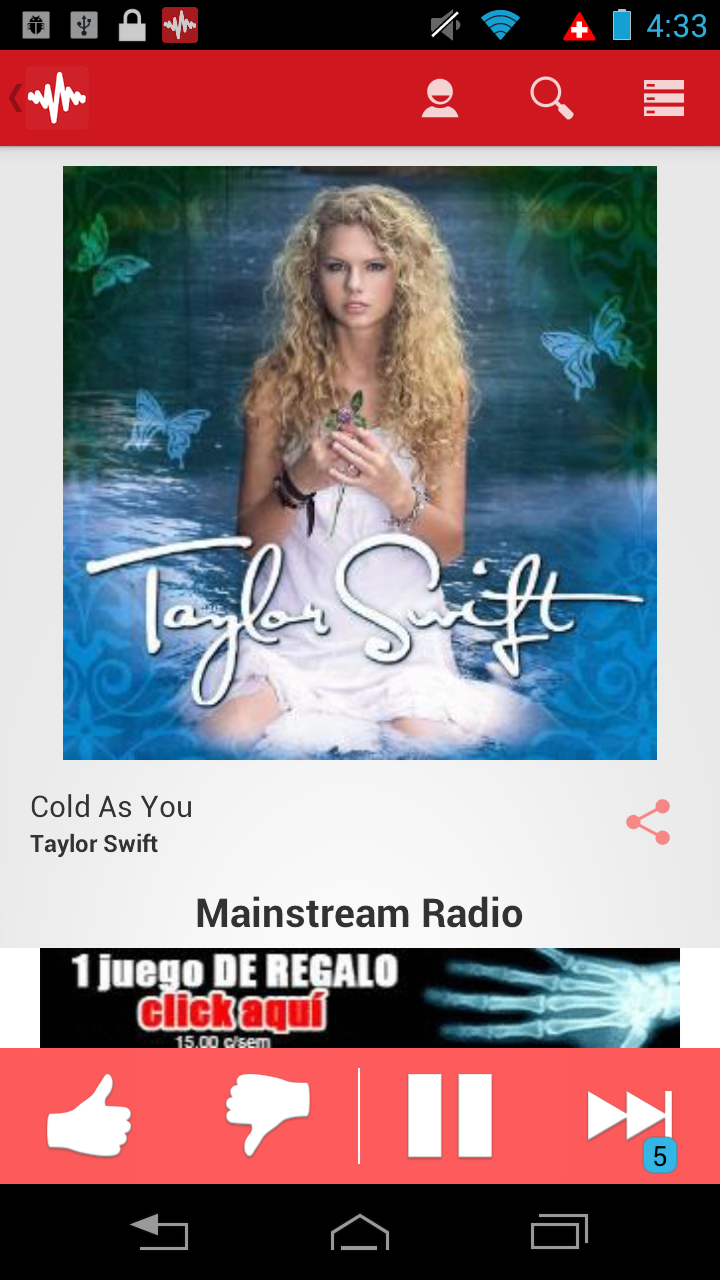 4:33
Taylor Swift
Cold As You
Taylor Swift
Mainstream Radio
1 juego DE REGALO
click aquí
15.00 c/sem
5